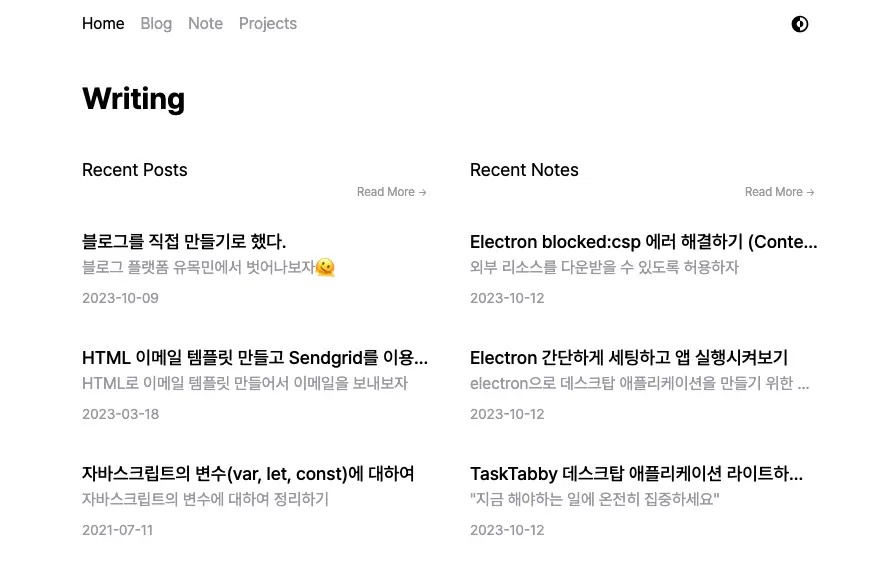 Home Blog Note Projects
Writing
Recent Posts
Read More →
블로그를 직접 만들기로 했다.
블로그 플랫폼 유목민에서 벗어나보자🫠
2023-10-09
HTML 이메일 템플릿 만들고 Sendgrid를 이용...
HTML로 이메일 템플릿 만들어서 이메일을 보내보자
2023-03-18
자바스크립트의 변수(var, let, const)에 대하여
자바스크립트의 변수에 대하여 정리하기
2021-07-11
Recent Notes
Read More →
Electron blocked:csp 에러 해결하기 (Conte...
외부 리소스를 다운받을 수 있도록 허용하자
2023-10-12
Electron 간단하게 세팅하고 앱 실행시켜보기
electron으로 데스크탑 애플리케이션을 만들기 위한 ...
2023-10-12
TaskTabby 데스크탑 애플리케이션 라이트하...
"지금 해야하는 일에 온전히 집중하세요"
2023-10-12